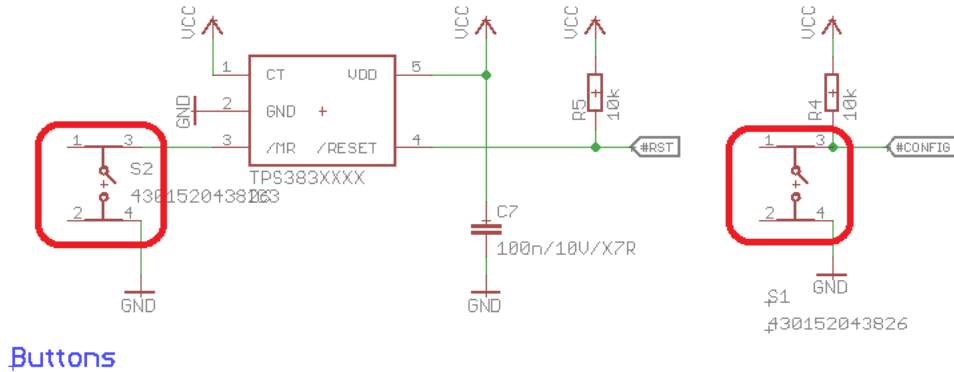 VCC
VCC
VCC
VCC
1 CT VDD 5
R5
10k
R4
10k
GND
2 GND
1 3
3 /MR /RESET 4
#RST
1 3
#CONFIG
S2
TPS383XXXX
430152043826
2 4
C7
100n/10V/X7R
2 4
GND
GND
GND
S1
430152043826
Buttons